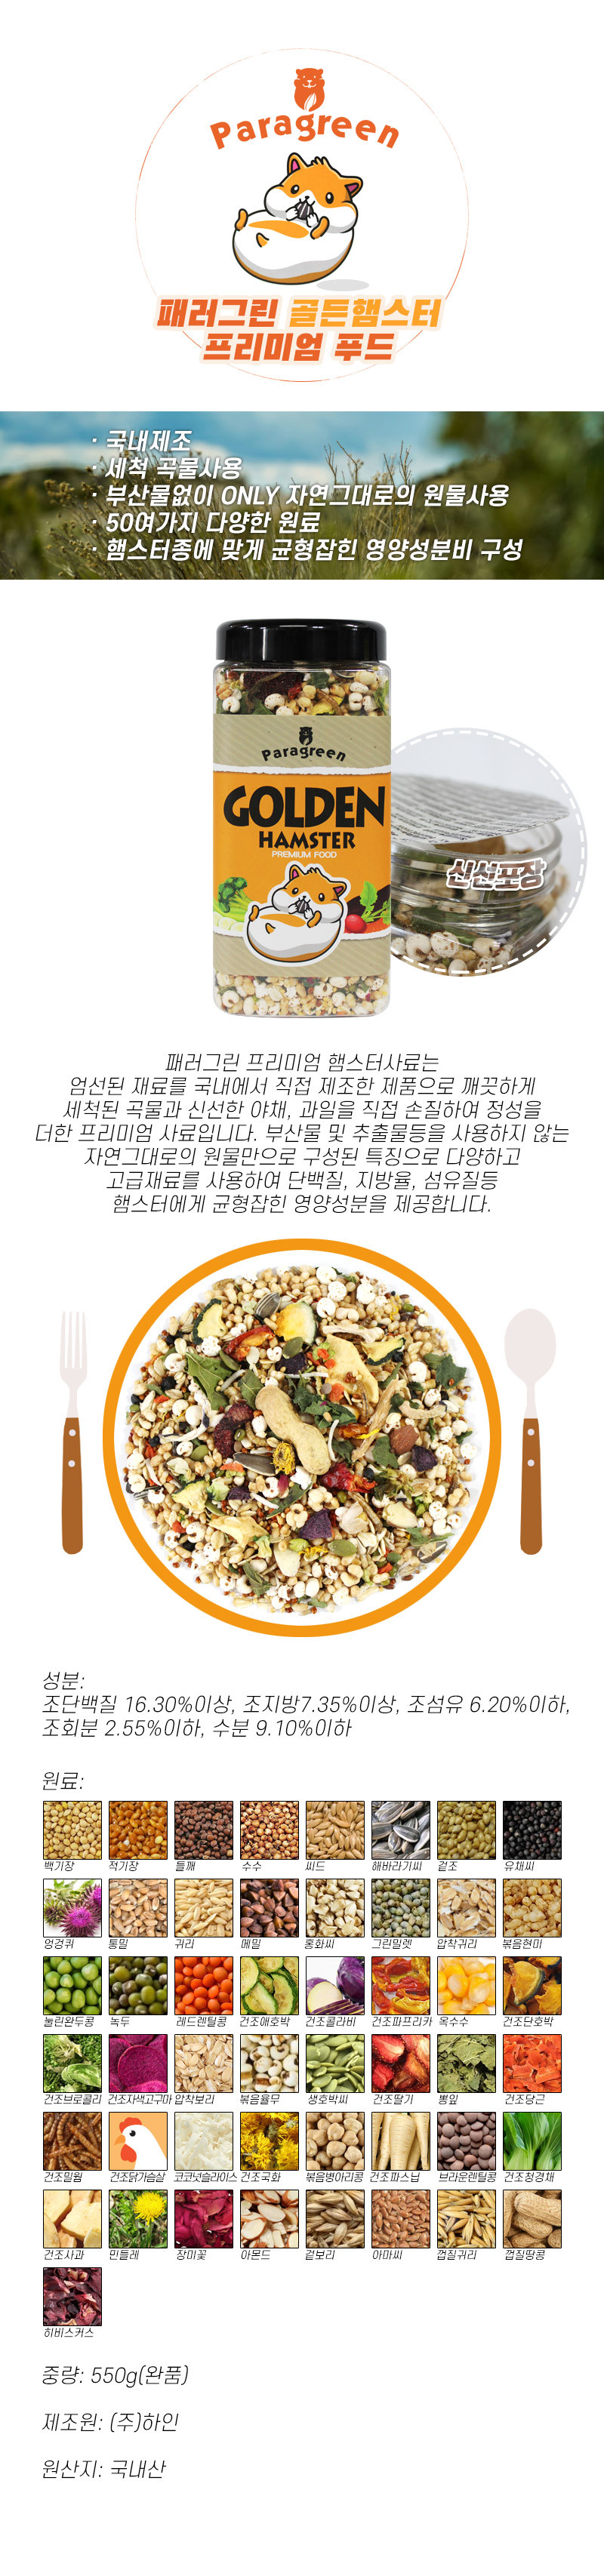 Paragreen
패러그린 골든햄스터
프리미엄 푸드
· 국내제조
· 세척 곡물사용
· 부산물없이 ONLY 자연그대로의 원물사용
· 50여가지 다양한 원료
· 햄스터종에 맞게 균형잡힌 영양성분비 구성
Paragreen
GOLDEN
HAMSTER
PREMIUM FOOD
신선포장
패러그린 프리미엄 햄스터사료는
엄선된 재료를 국내에서 직접 제조한 제품으로 깨끗하게
세척된 곡물과 신선한 야채, 과일을 직접 손질하여 정성을
더한 프리미엄 사료입니다. 부산물 및 추출물등을 사용하지 않는
자연그대로의 원물만으로 구성된 특징으로 다양하고
고급재료를 사용하여 단백질, 지방율, 섬유질등
햄스터에게 균형잡힌 영양성분을 제공합니다.
성분:
조단백질 16.30%이상, 조지방7.35%이상, 조섬유 6.20%이하,
조회분 2.55%이하, 수분 9.10%이하
원료:
백기장 적기장 들깨 수수 씨드 해바라기씨 겉조 유채씨
엉겅퀴 통밀 귀리 메밀 홍화씨 그린밀렛 압착귀리 볶음현미
눌린완두콩 녹두 레드렌틸콩 건조애호박 건조콜라비 건조파프리카 옥수수 건조단호박
건조브로콜리 건조자색고구마 압착보리 볶음율무 생호박씨 건조딸기 뽕잎 건조당근
건조밀웜 건조닭가슴살 코코넛슬라이스 건조국화 볶음병아리콩 건조파스닙 브라운렌틸콩 건조청경채
건조사과 민들레 장미꽃 아몬드 겉보리 아마씨 껍질귀리 껍질땅콩
히비스커스
중량: 550g(완품)
제조원: (주)하인
원산지: 국내산